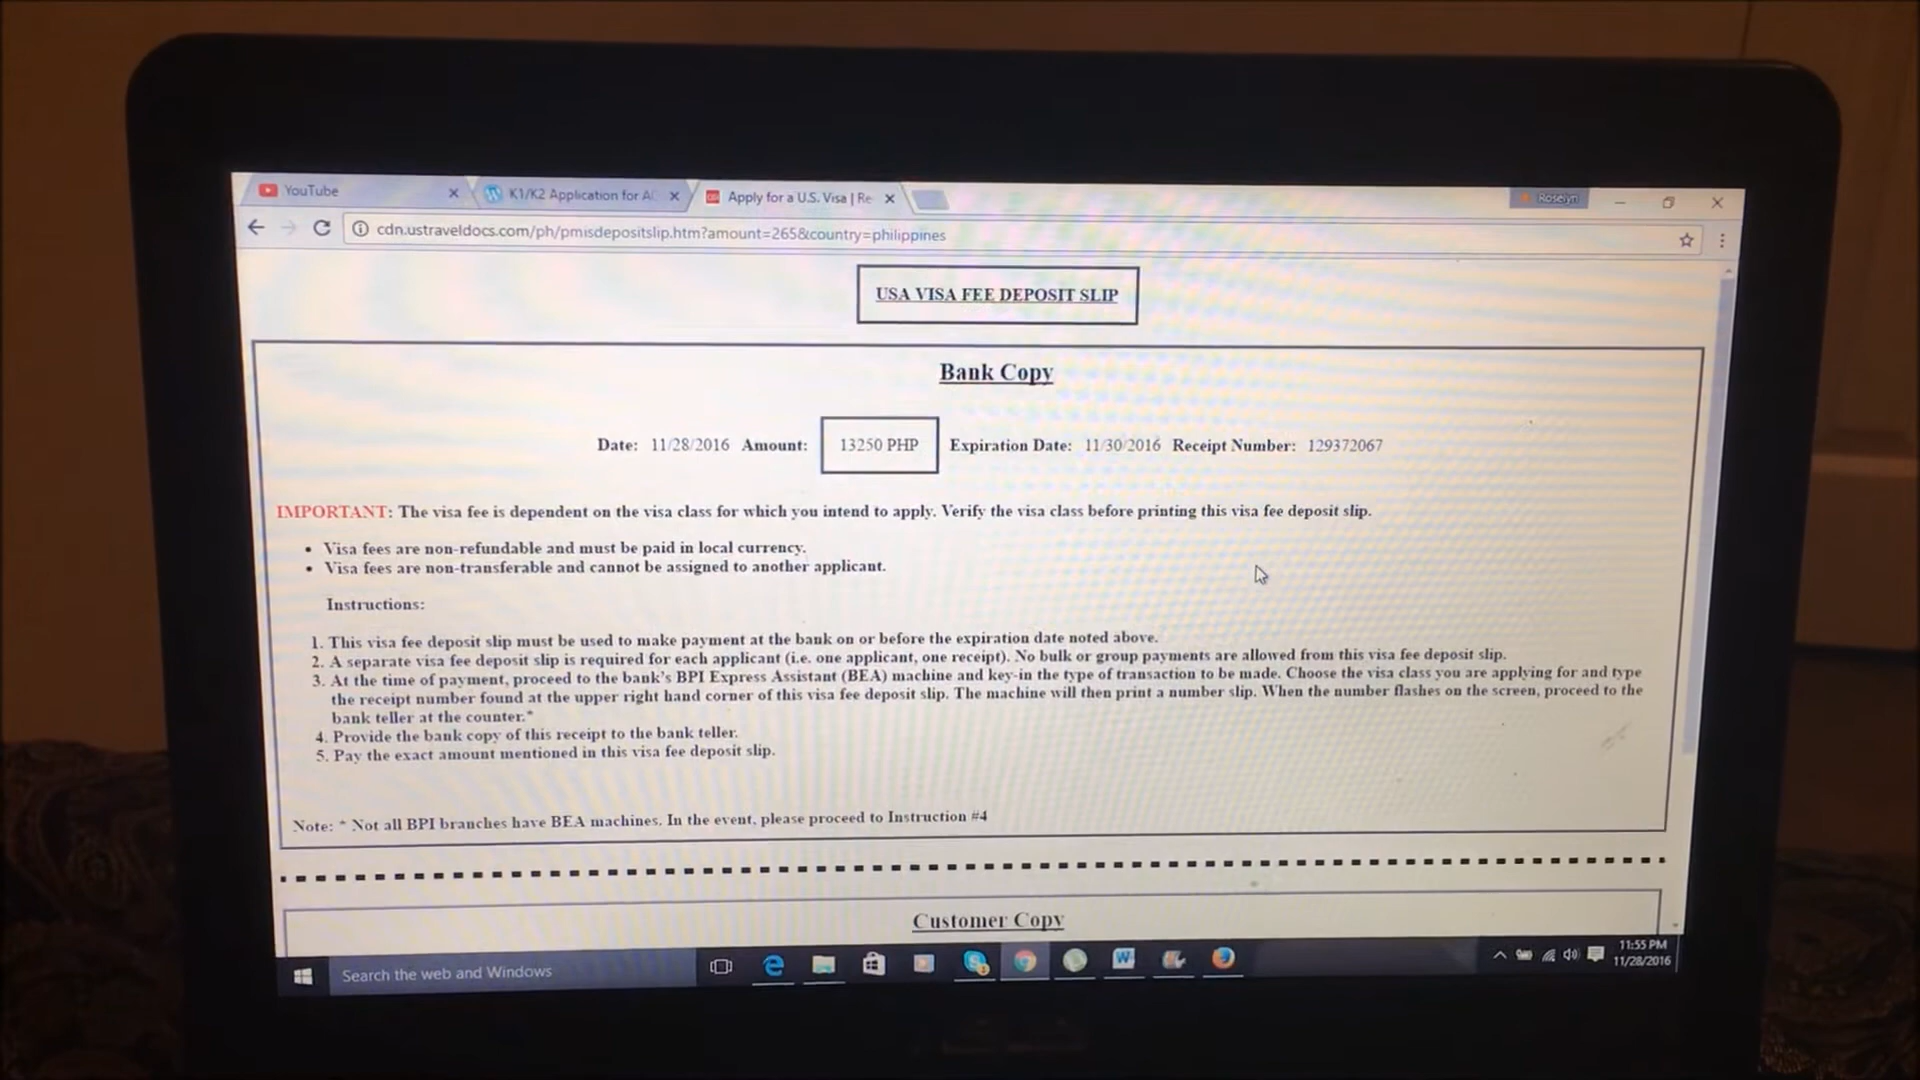 YouTube
K1/K2 Application for A
Apply for a U.S. Visa | Re
Roselyn
cdn.ustraveldocs.com/ph/pmisdepositslip.htm?amount=265&country=philippines
USA VISA FEE DEPOSIT SLIP
Bank Copy
Date: 11/28/2016 Amount: 13250 PHP Expiration Date: 11/30/2016 Receipt Number: 129372067
IMPORTANT: The visa fee is dependent on the visa class for which you intend to apply. Verify the visa class before printing this visa fee deposit slip.
• Visa fees are non-refundable and must be paid in local currency.
• Visa fees are non-transferable and cannot be assigned to another applicant.
Instructions:
1. This visa fee deposit slip must be used to make payment at the bank on or before the expiration date noted above.
2. A separate visa fee deposit slip is required for each applicant (i.e. one applicant, one receipt). No bulk or group payments are allowed from this visa fee deposit slip.
3. At the time of payment, proceed to the bank's BPI Express Assistant (BEA) machine and key-in the type of transaction to be made. Choose the visa class you are applying for and type
the receipt number found at the upper right hand corner of this visa fee deposit slip. The machine will then print a number slip. When the number flashes on the screen, proceed to the
bank teller at the counter.*
4. Provide the bank copy of this receipt to the bank teller.
5. Pay the exact amount mentioned in this visa fee deposit slip.
Note: * Not all BPI branches have BEA machines. In the event, please proceed to Instruction #4
Customer Copy
Search the web and Windows
11:55 PM
11/28/2016